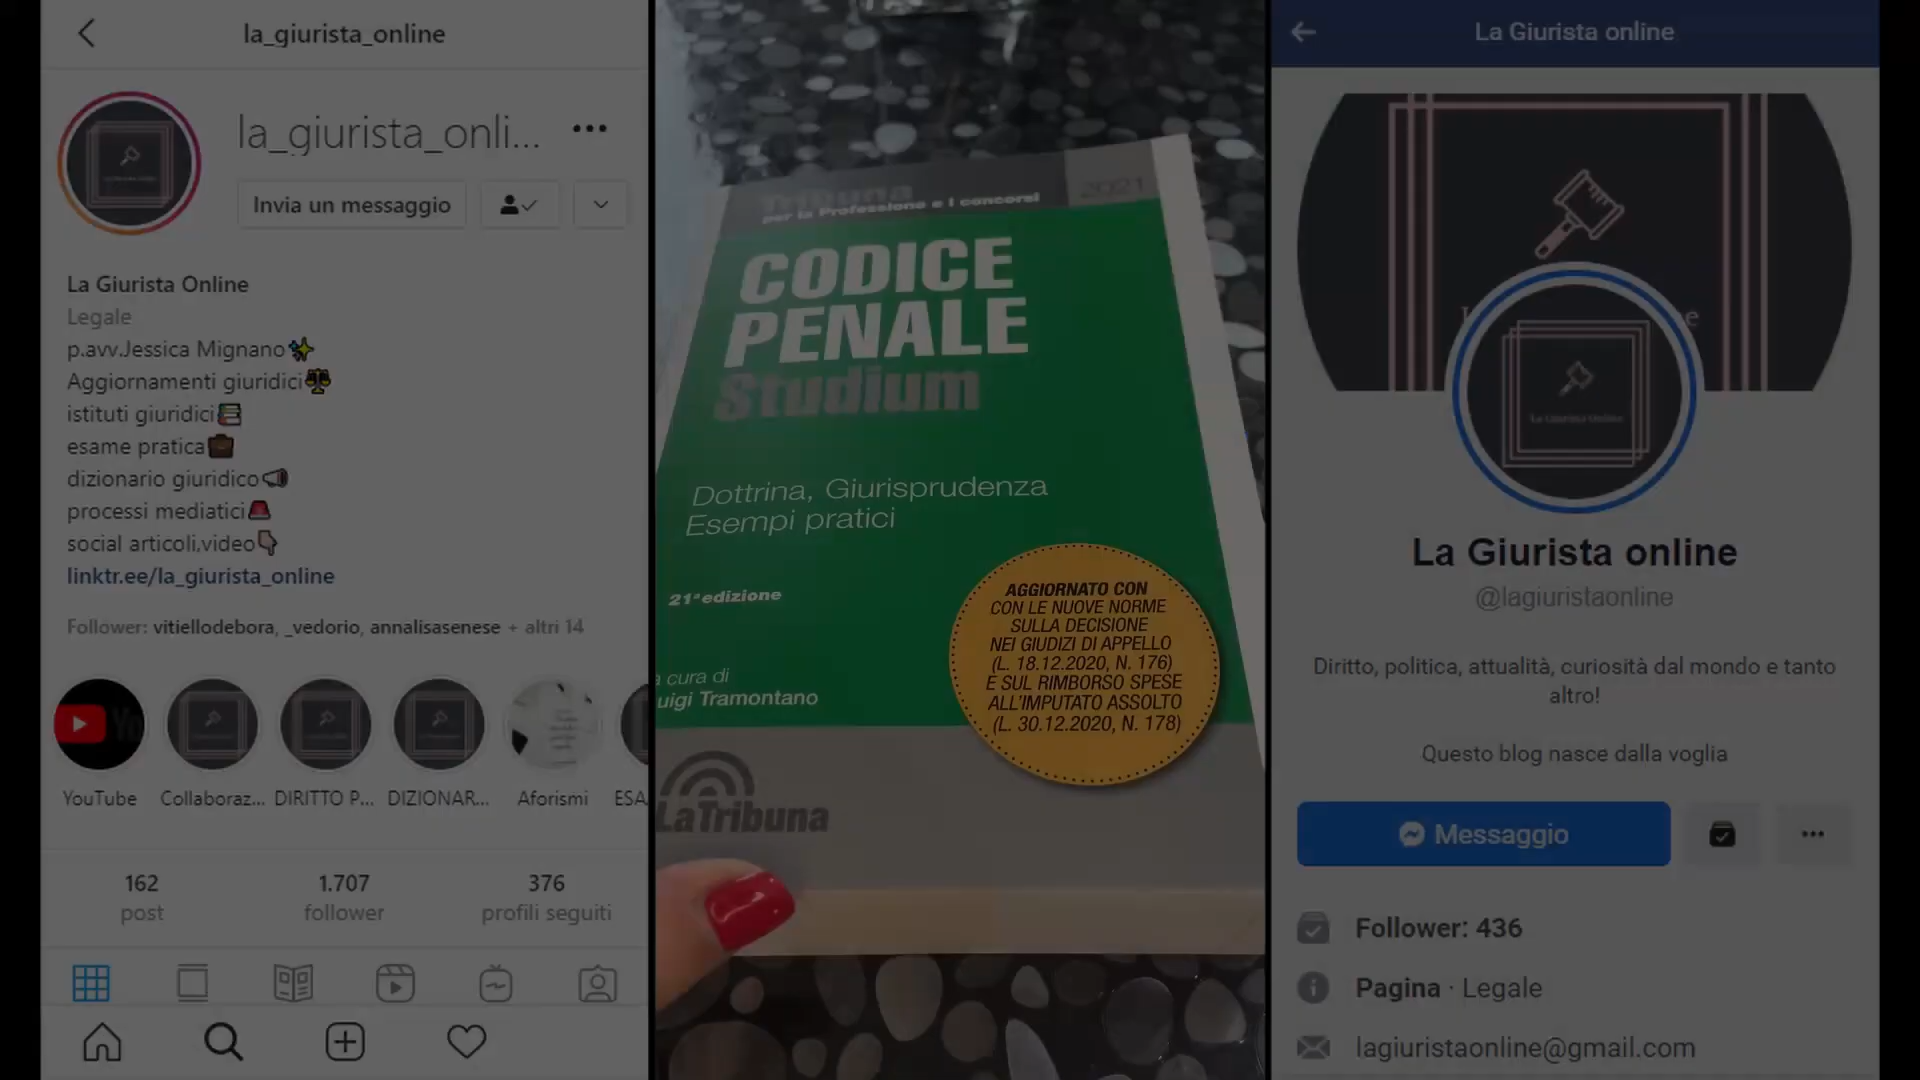 la_giurista_online
la_giurista_onli...
Invia un messaggio
La Giurista Online
Legale
p.avv.Jessica Mignano
Aggiornamenti giuridici
istituti giuridici
esame pratica
dizionario giuridico
processi mediatici
social articoli,video
linktr.ee/la_giurista_online
Follower: vitiellodebora, _vedorio, annalisasenese + altri 14
YouTube
Collaboraz...
DIRITTO P...
DIZIONAR...
Aforismi
ESA
162
post
1.707
follower
376
profili seguiti
Tribuna
2021
per la Professione e i concorsi
CODICE
PENALE
Studium
Dottrina, Giurisprudenza
Esempi pratici
21ª edizione
a cura di
uigi Tramontano
AGGIORNATO CON
CON LE NUOVE NORME
SULLA DECISIONE
NEI GIUDIZI DI APPELLO
(L. 18.12.2020, N. 176)
E SUL RIMBORSO SPESE
ALL'IMPUTATO ASSOLTO
(L. 30.12.2020, N. 178)
LaTribuna
La Giurista online
La Giurista Online
La Giurista online
@lagiuristaonline
Diritto, politica, attualità, curiosità dal mondo e tanto
altro!
Questo blog nasce dalla voglia
Messaggio
Follower: 436
Pagina · Legale
lagiuristaonline@gmail.com